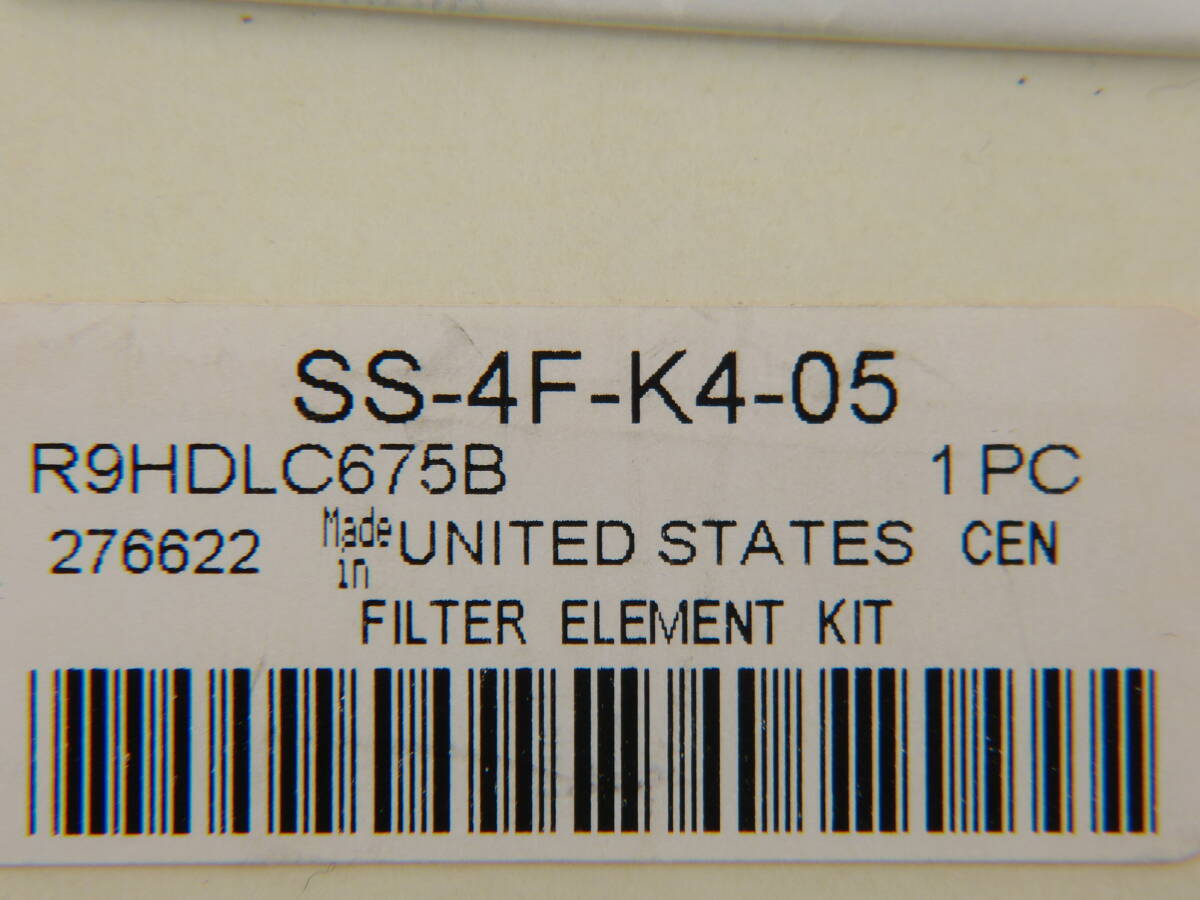 SS-4F-K4-05
R9HDLC675B 1 PC
276622 Made in UNITED STATES CEN
FILTER ELEMENT KIT